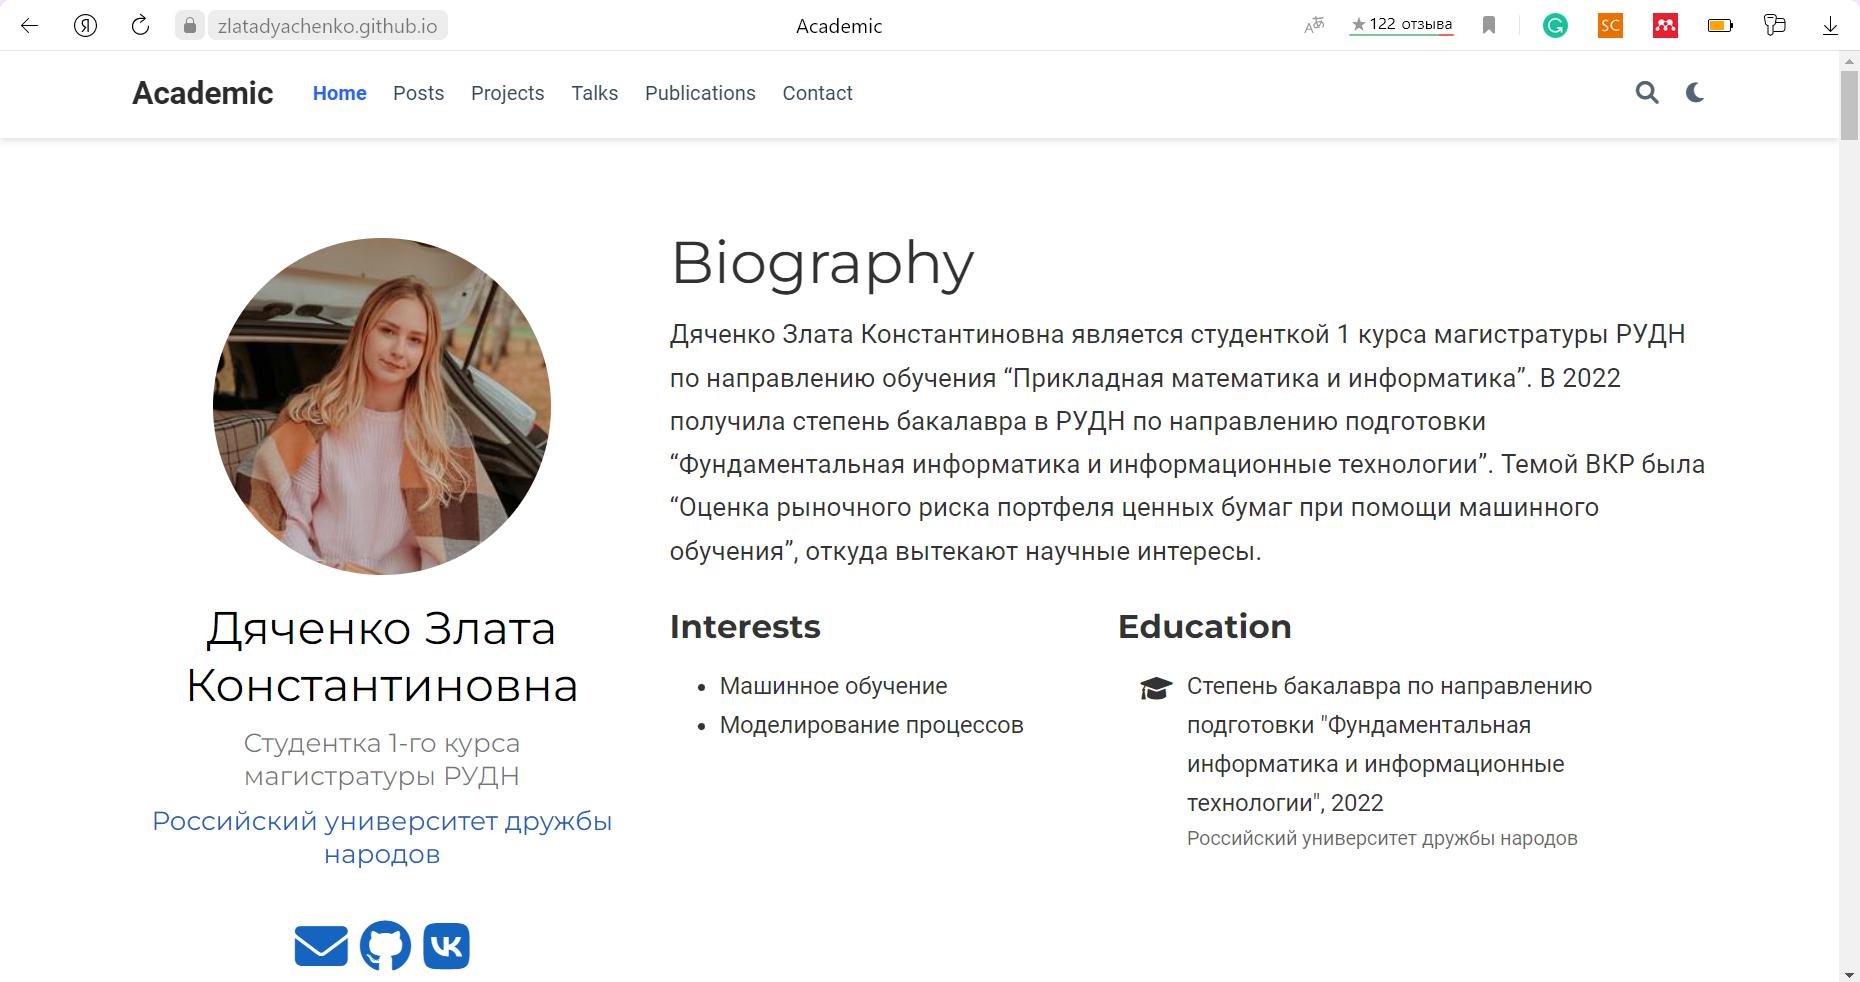 zlatadyachenko.github.io
Academic
122 отзыва
SC
Academic
Home
Posts
Projects
Talks
Publications
Contact
Дяченко Злата
Константиновна
Студентка 1-го курса
магистратуры РУДН
Российский университет дружбы
народов
Biography
Дяченко Злата Константиновна является студенткой 1 курса магистратуры РУДН
по направлению обучения “Прикладная математика и информатика”. В 2022
получила степень бакалавра в РУДН по направлению подготовки
“Фундаментальная информатика и информационные технологии”. Темой ВКР была
“Оценка рыночного риска портфеля ценных бумаг при помощи машинного
обучения”, откуда вытекают научные интересы.
Interests
Машинное обучение
Моделирование процессов
Education
Степень бакалавра по направлению
подготовки "Фундаментальная
информатика и информационные
технологии", 2022
Российский университет дружбы народов